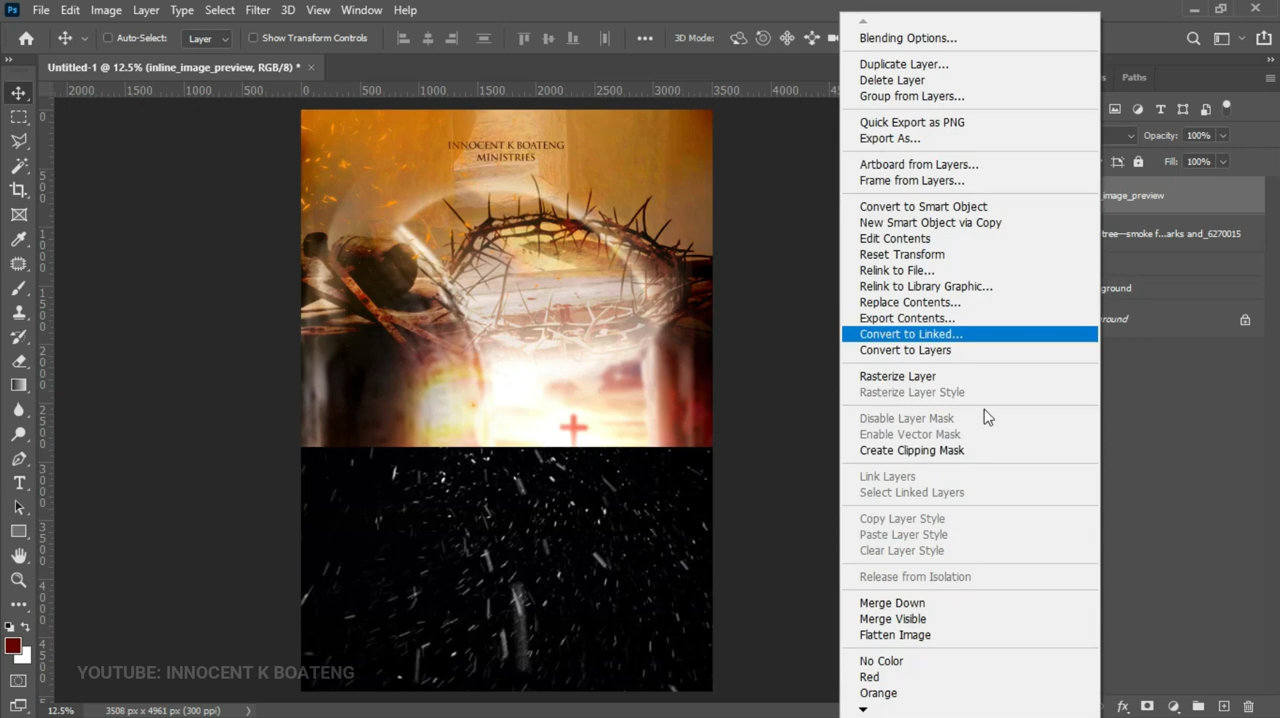 Ps File Edit Image Layer Type Select Filter 3D View Window Help
Auto-Select: Layer Show Transform Controls ••• 3D Mode:
Untitled-1 @ 12.5% (inline_image_preview, RGB/8) * ×
2000 1500 1000 500 0 500 1000 1500 2000 2500 3000 3500 4000
INNOCENT K BOATENG
MINISTRIES
Blending Options...
Duplicate Layer...
Delete Layer
Group from Layers...
Quick Export as PNG
Export As...
Artboard from Layers...
Frame from Layers...
Convert to Smart Object
New Smart Object via Copy
Edit Contents
Reset Transform
Relink to File...
Relink to Library Graphic...
Replace Contents...
Export Contents...
Convert to Linked...
Convert to Layers
Rasterize Layer
Rasterize Layer Style
Disable Layer Mask
Enable Vector Mask
Create Clipping Mask
Link Layers
Select Linked Layers
Copy Layer Style
Paste Layer Style
Clear Layer Style
Release from Isolation
Merge Down
Merge Visible
Flatten Image
No Color
Red
Orange
Paths
Opacity: 100%
Fill: 100%
_image_preview
tree—smoke f...arks and_6270015
ground
ound
YOUTUBE: INNOCENT K BOATENG
12.5% 3508 px x 4961 px (300 ppi)